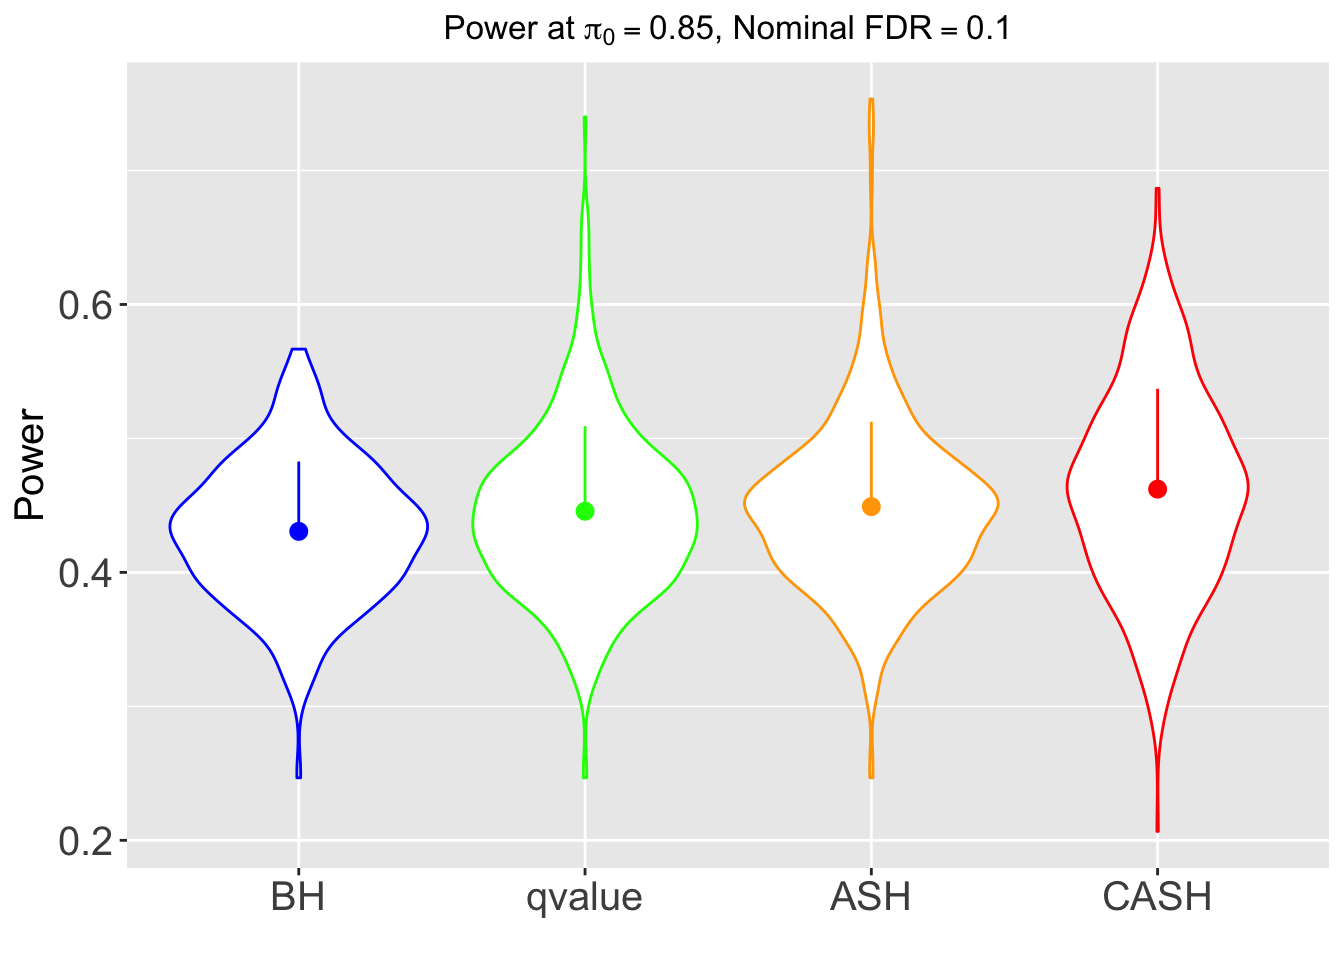 Power at π₀ = 0.85, Nominal FDR = 0.1
Power
0.6
0.4
0.2
BH qvalue ASH CASH